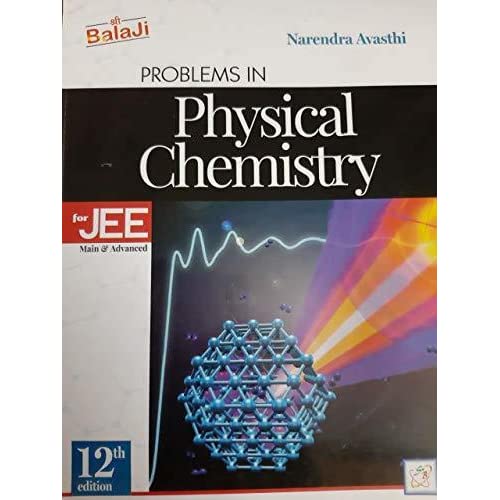 श्री
BalaJi
Narendra Avasthi
PROBLEMS IN
Physical
Chemistry
for JEE
Main & Advanced
12th
edition